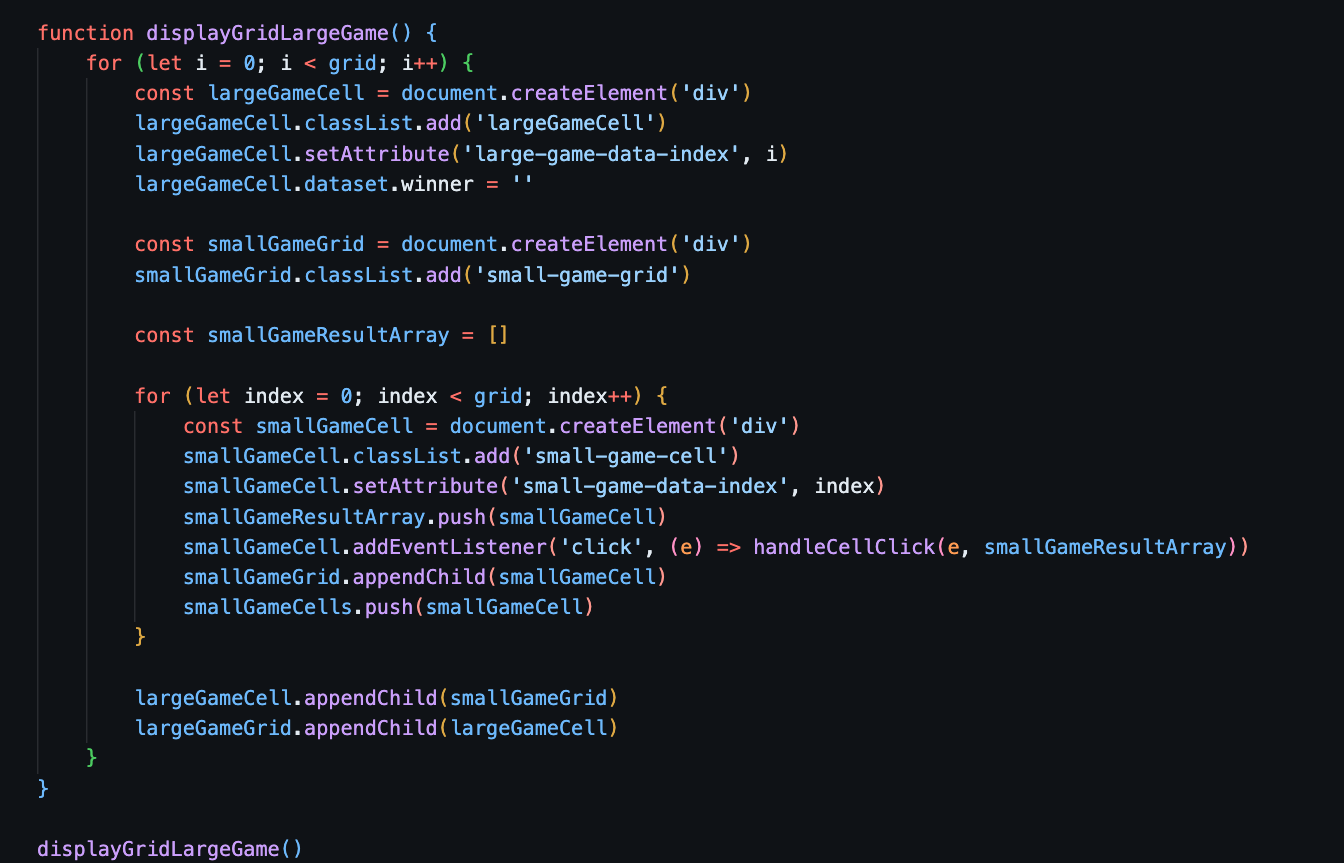 function displayGridLargeGame() {
    for (let i = 0; i < grid; i++) {
        const largeGameCell = document.createElement('div')
        largeGameCell.classList.add('largeGameCell')
        largeGameCell.setAttribute('large-game-data-index', i)
        largeGameCell.dataset.winner = ''

        const smallGameGrid = document.createElement('div')
        smallGameGrid.classList.add('small-game-grid')

        const smallGameResultArray = []

        for (let index = 0; index < grid; index++) {
            const smallGameCell = document.createElement('div')
            smallGameCell.classList.add('small-game-cell')
            smallGameCell.setAttribute('small-game-data-index', index)
            smallGameResultArray.push(smallGameCell)
            smallGameCell.addEventListener('click', (e) => handleCellClick(e, smallGameResultArray))
            smallGameGrid.appendChild(smallGameCell)
            smallGameCells.push(smallGameCell)
        }

        largeGameCell.appendChild(smallGameGrid)
        largeGameGrid.appendChild(largeGameCell)
    }
}

displayGridLargeGame()